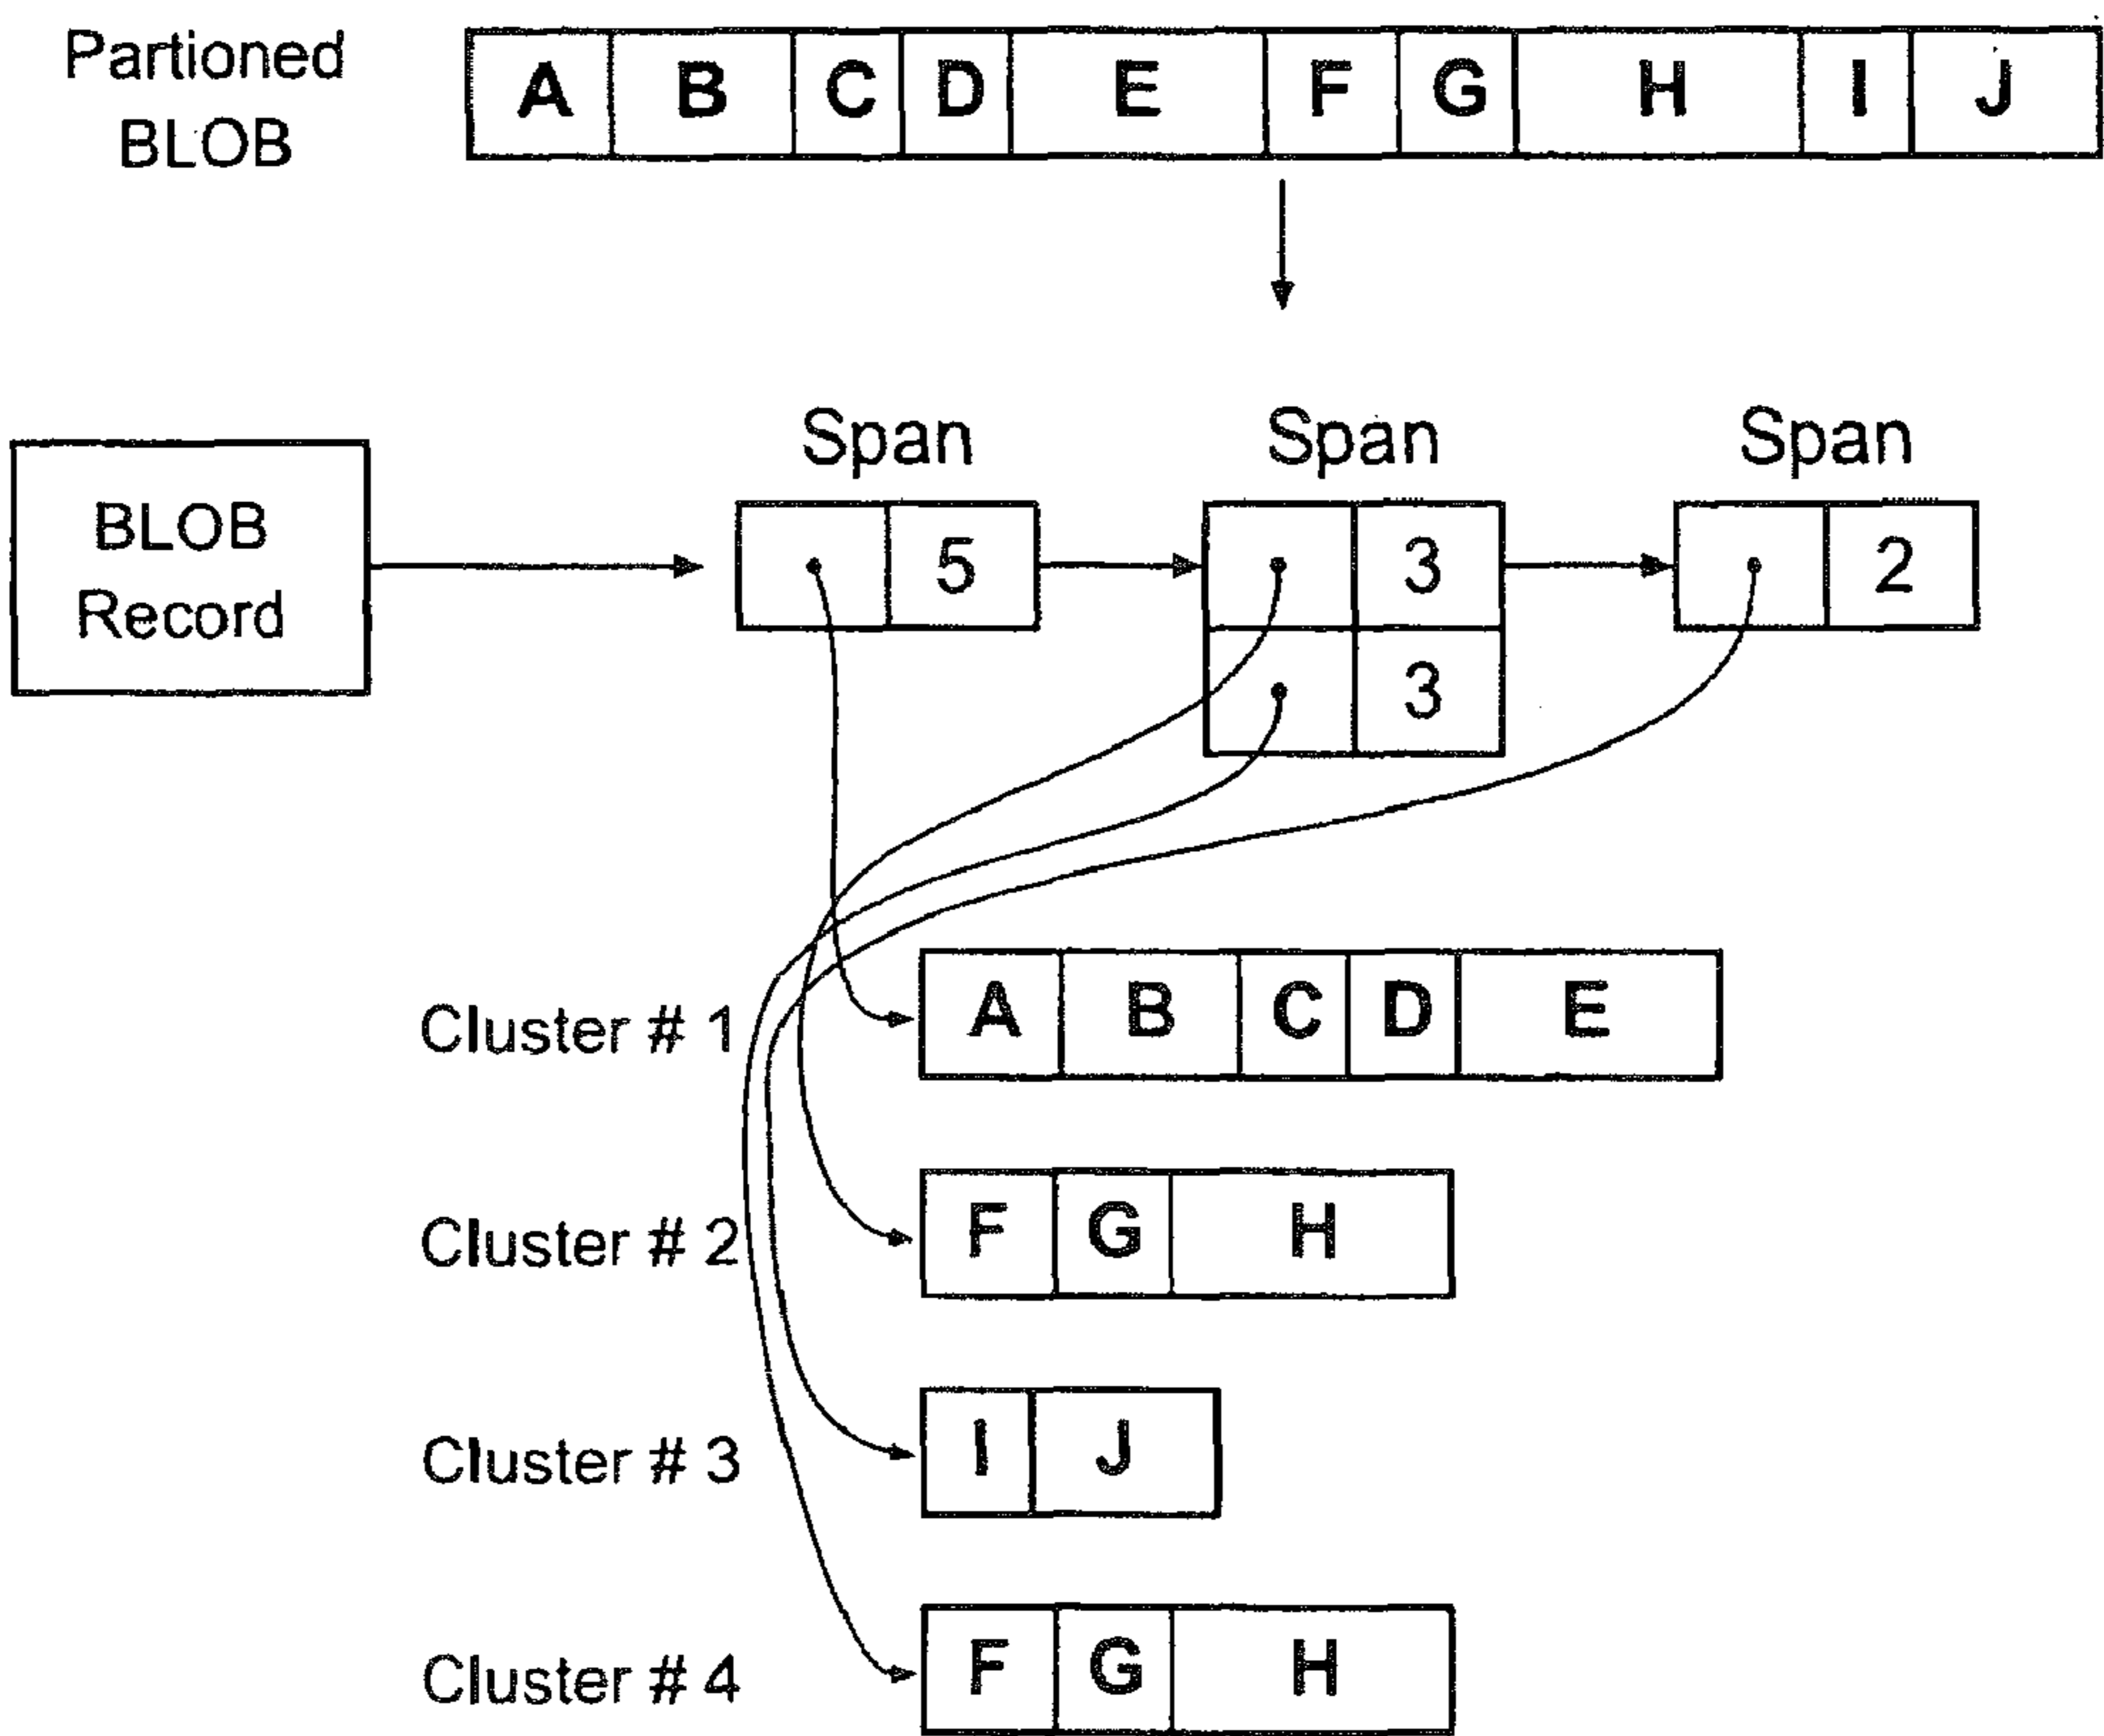 Partioned
BLOB
A B C D E F G H I J
Span Span Span
BLOB
Record
5 3 2
3
Cluster # 1 A B C D E
Cluster # 2 F G H
Cluster # 3 I J
Cluster # 4 F G H